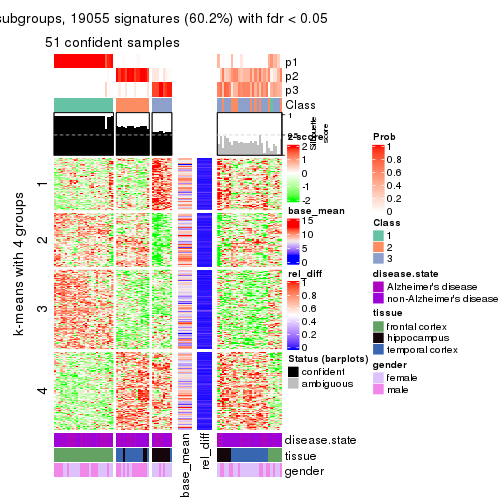 subgroups, 19055 signatures (60.2%) with fdr < 0.05
51 confident samples
p1
p2
p3
Class
1
Silhouette
score
z-score
2
1
0
-1
-2
base_mean
15
10
5
0
rel_diff
1
0.8
0.6
0.4
0.2
0
Status (barplots)
confident
ambiguous
Prob
1
0.8
0.6
0.4
0.2
0
Class
1
2
3
disease.state
Alzheimer's disease
non-Alzheimer's disease
tissue
frontal cortex
hippocampus
temporal cortex
gender
female
male
k-means with 4 groups
1
2
3
4
disease.state
tissue
gender
base_mean
rel_diff